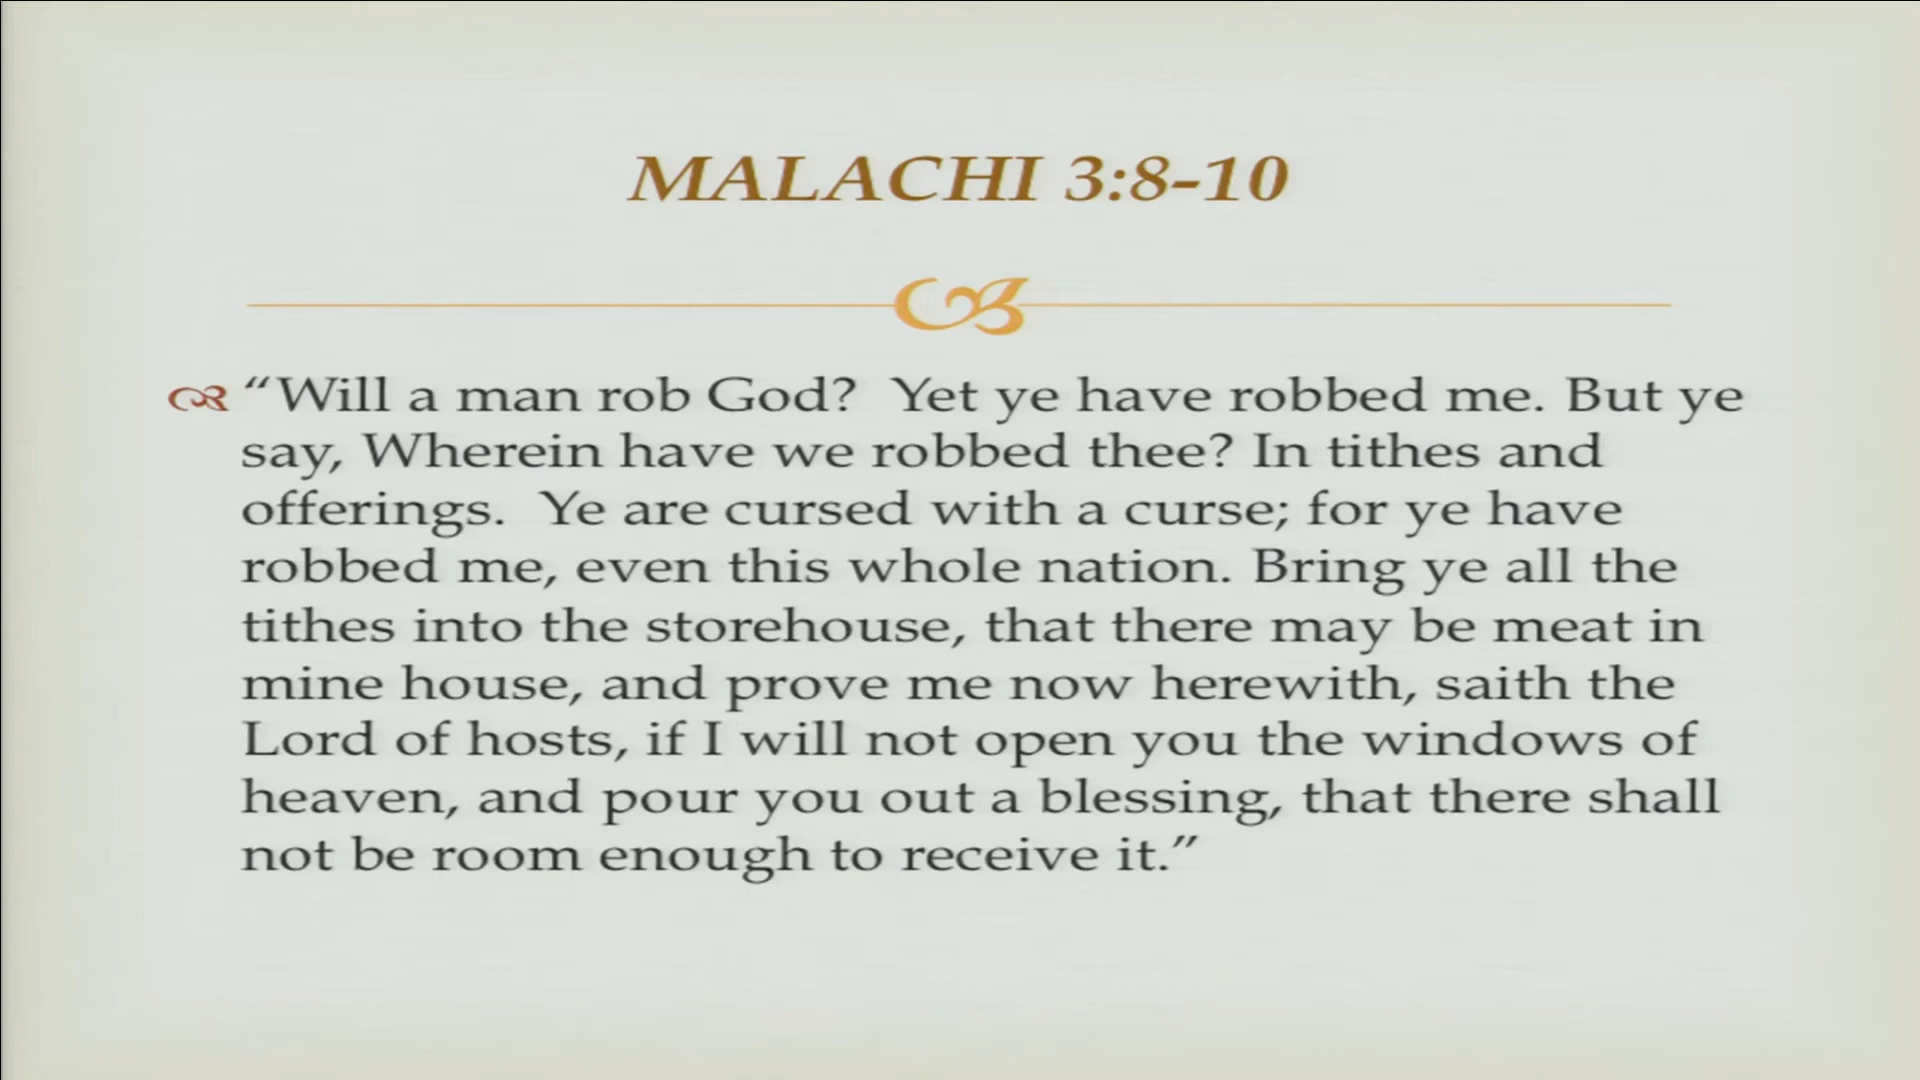 MALACHI 3:8-10
“Will a man rob God?  Yet ye have robbed me. But ye
say, Wherein have we robbed thee? In tithes and
offerings.  Ye are cursed with a curse; for ye have
robbed me, even this whole nation. Bring ye all the
tithes into the storehouse, that there may be meat in
mine house, and prove me now herewith, saith the
Lord of hosts, if I will not open you the windows of
heaven, and pour you out a blessing, that there shall
not be room enough to receive it.”